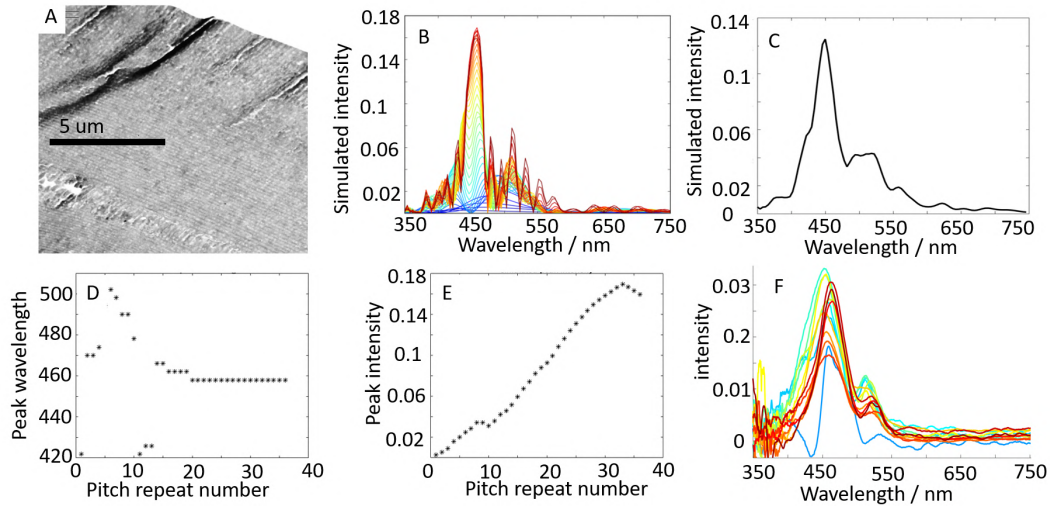 A
5 um
B
Simulated intensity
0.18
0.14
0.1
0.06
0.02
350 450 550 650 750
Wavelength / nm
C
Simulated intensity
0.14
0.1
0.06
0.02
0
350 450 550 650 750
Wavelength / nm
D
Peak wavelength
500
480
460
440
420
0 10 20 30 40
Pitch repeat number
E
Peak intensity
0.18
0.14
0.1
0.06
0.02
0 10 20 30 40
Pitch repeat number
F
intensity
0.03
0.2
0.01
0
350 450 550 650 750
Wavelength / nm